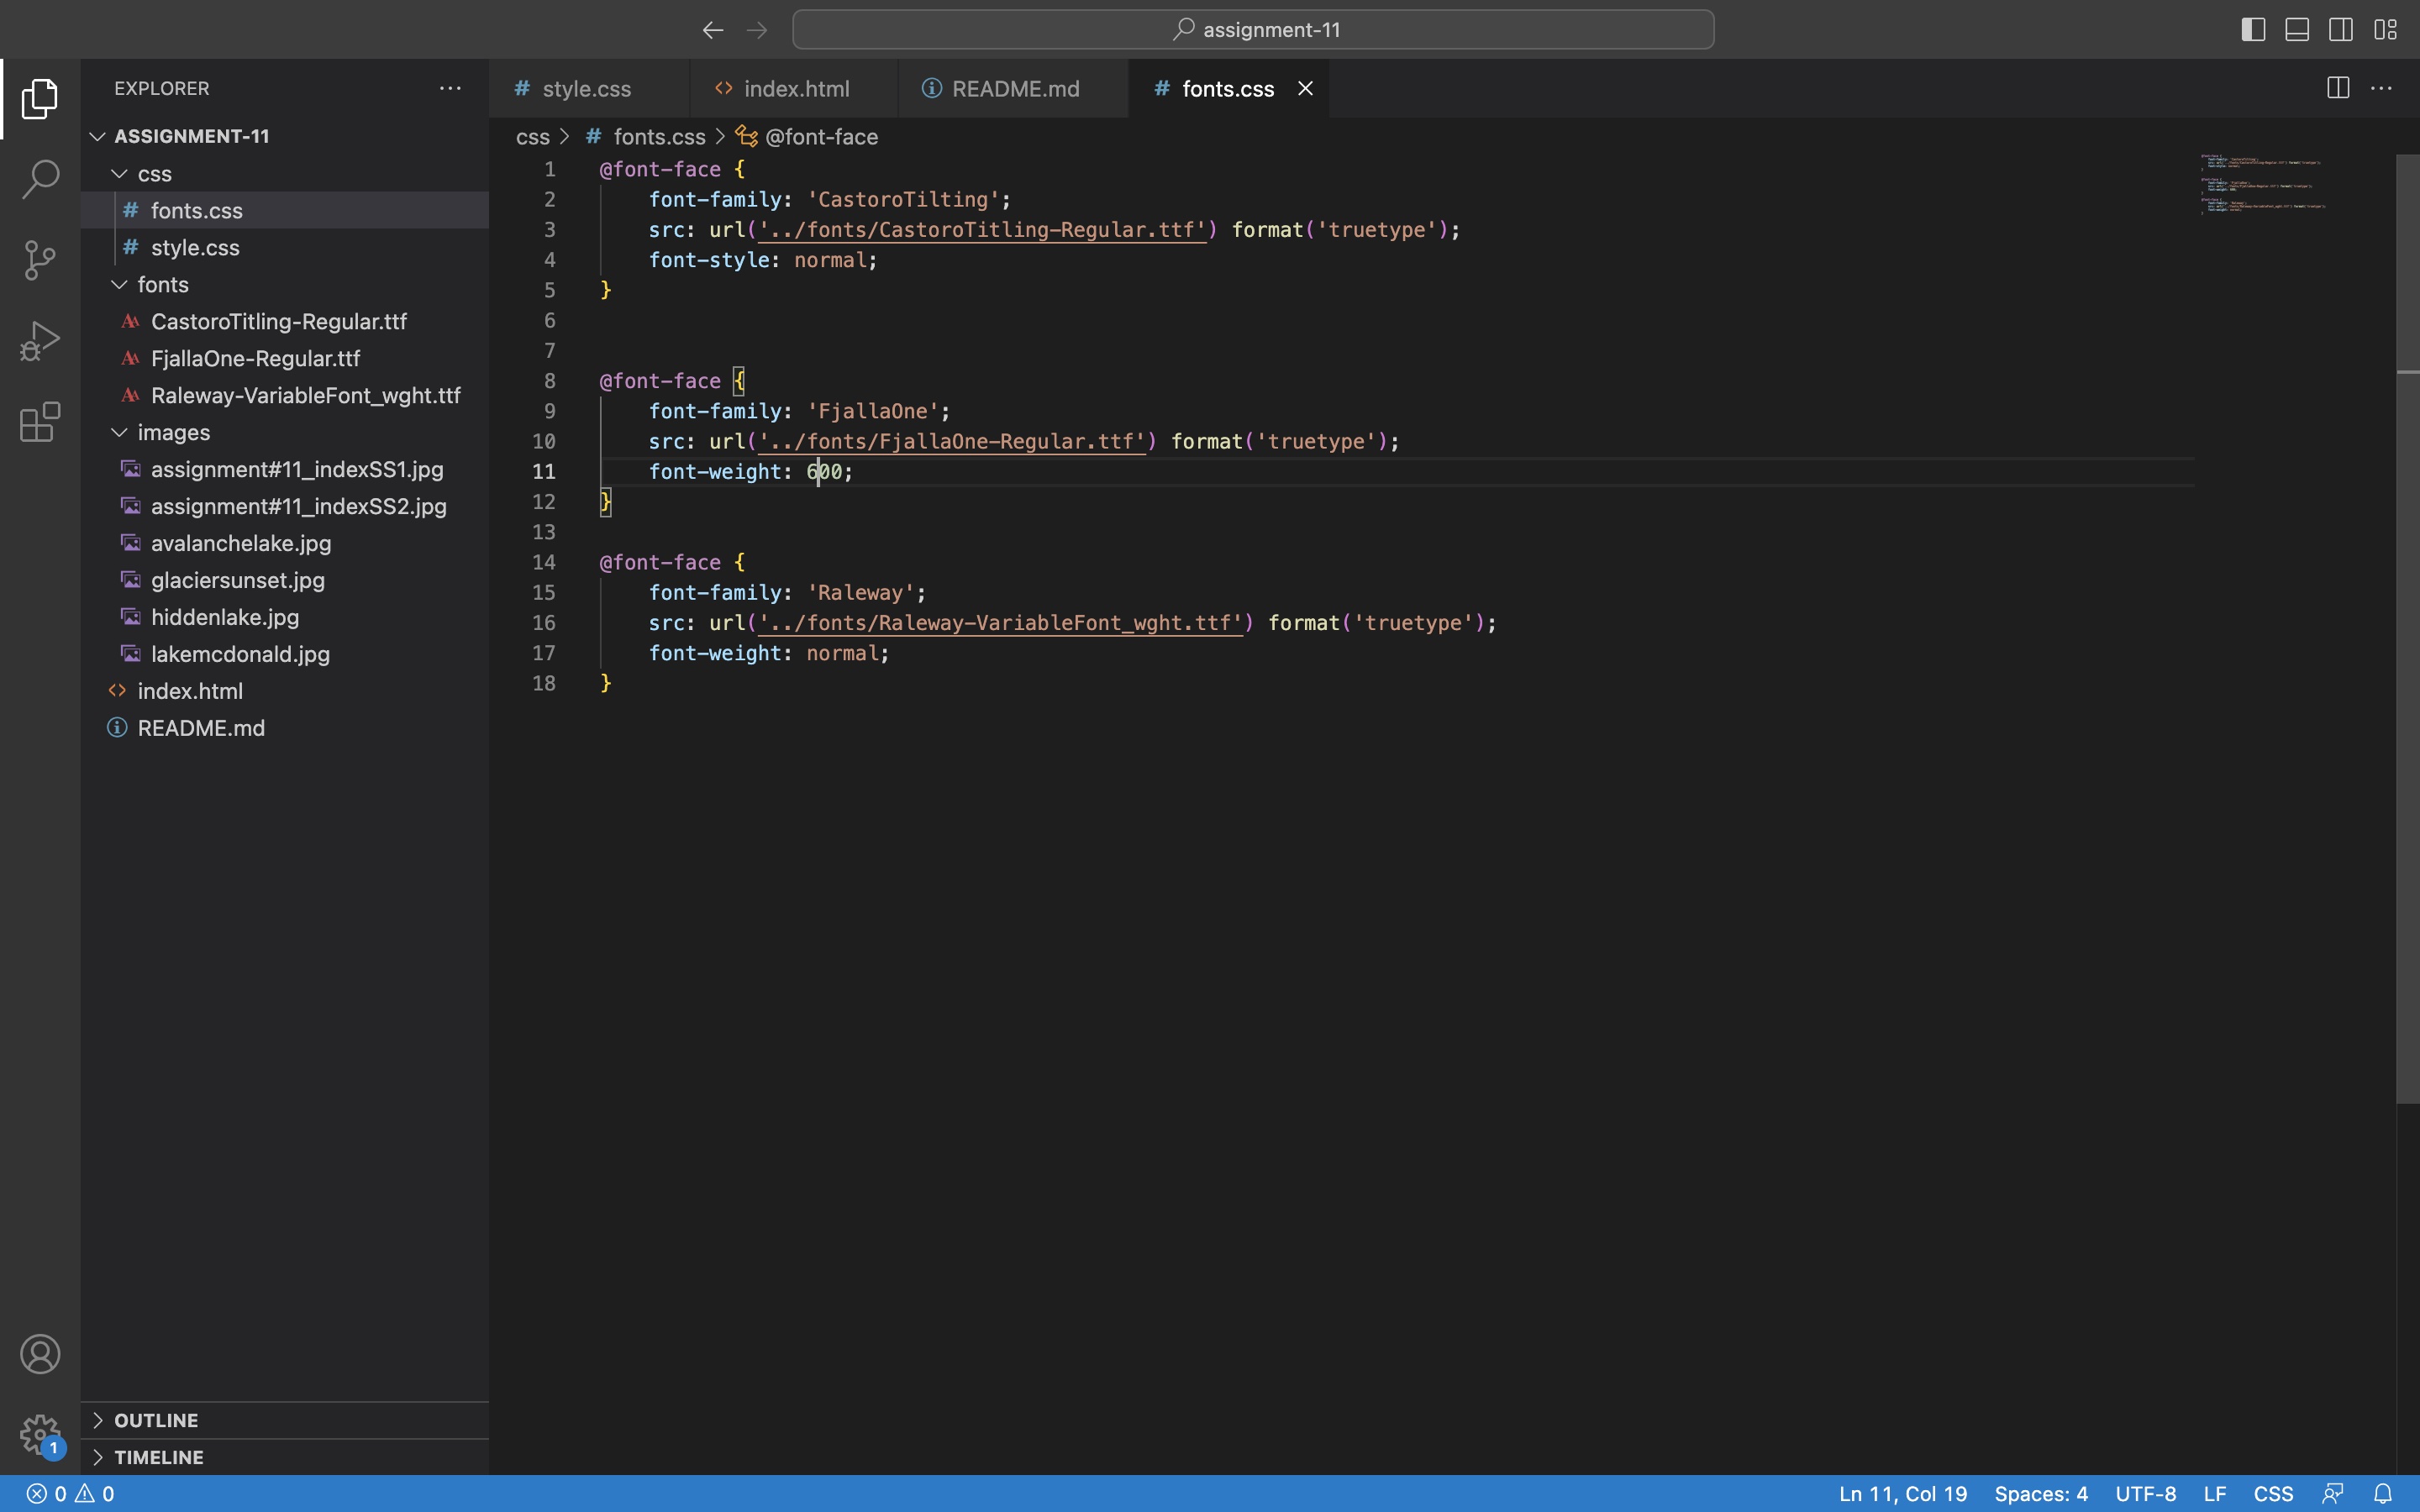 assignment-11
EXPLORER
ASSIGNMENT-11
css
fonts.css
style.css
fonts
CastoroTitling-Regular.ttf
FjallaOne-Regular.ttf
Raleway-VariableFont_wght.ttf
images
assignment#11_indexSS1.jpg
assignment#11_indexSS2.jpg
avalanchelake.jpg
glaciersunset.jpg
hiddenlake.jpg
lakemcdonald.jpg
index.html
README.md
OUTLINE
TIMELINE
# style.css <> index.html README.md # fonts.css
css > # fonts.css > @font-face
1 @font-face {
2 font-family: 'CastoroTilting';
3 src: url('../fonts/CastoroTitling-Regular.ttf') format('truetype');
4 font-style: normal;
5 }
6
7
8 @font-face {
9 font-family: 'FjallaOne';
10 src: url('../fonts/FjallaOne-Regular.ttf') format('truetype');
11 font-weight: 600;
12 }
13
14 @font-face {
15 font-family: 'Raleway';
16 src: url('../fonts/Raleway-VariableFont_wght.ttf') format('truetype');
17 font-weight: normal;
18 }
1
0 0 Ln 11, Col 19 Spaces: 4 UTF-8 LF CSS